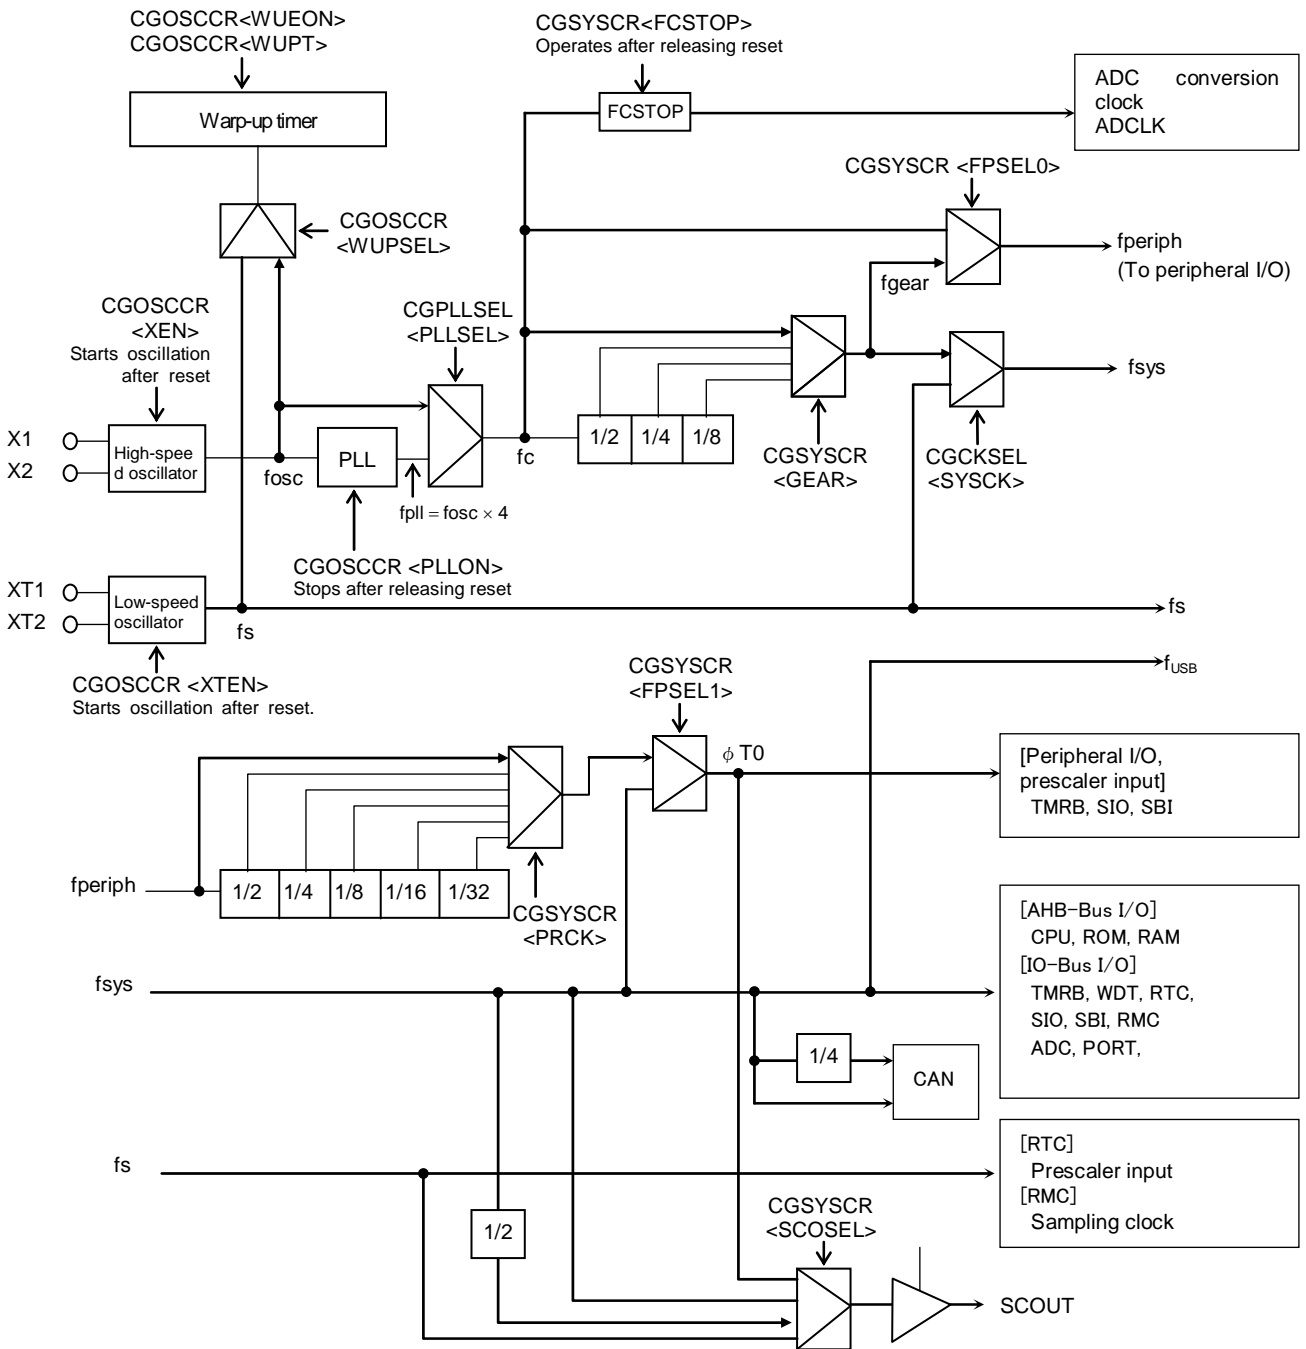 CGOSCCR<WUEON>
CGOSCCR<WUPT>
CGSYSCR<FCSTOP>
Operates after releasing reset
Warp-up timer
FCSTOP
ADC conversion
clock
ADCLK
CGSYSCR <FPSEL0>
CGOSCCR
<WUPSEL>
fperiph
(To peripheral I/O)
fgear
CGOSCCR
<XEN>
Starts oscillation
after reset
CGPLLSEL
<PLLSEL>
fsys
X1
X2
High-spee
d oscillator
fosc
PLL
fc
1/2
1/4
1/8
CGSYSCR
<GEAR>
CGCKSEL
<SYSCK>
fpll = fosc × 4
CGOSCCR <PLLON>
Stops after releasing reset
XT1
XT2
Low-speed
oscillator
fs
fs
CGOSCCR <XTEN>
Starts oscillation after reset.
CGSYSCR
<FPSEL1>
fUSB
ϕ T0
[Peripheral I/O,
prescaler input]
TMRB, SIO, SBI
fperiph
1/2
1/4
1/8
1/16
1/32
CGSYSCR
<PRCK>
[AHB-Bus I/O]
CPU, ROM, RAM
[IO-Bus I/O]
TMRB, WDT, RTC,
SIO, SBI, RMC
ADC, PORT,
fsys
1/4
CAN
fs
[RTC]
Prescaler input
[RMC]
Sampling clock
1/2
CGSYSCR
<SCOSEL>
SCOUT